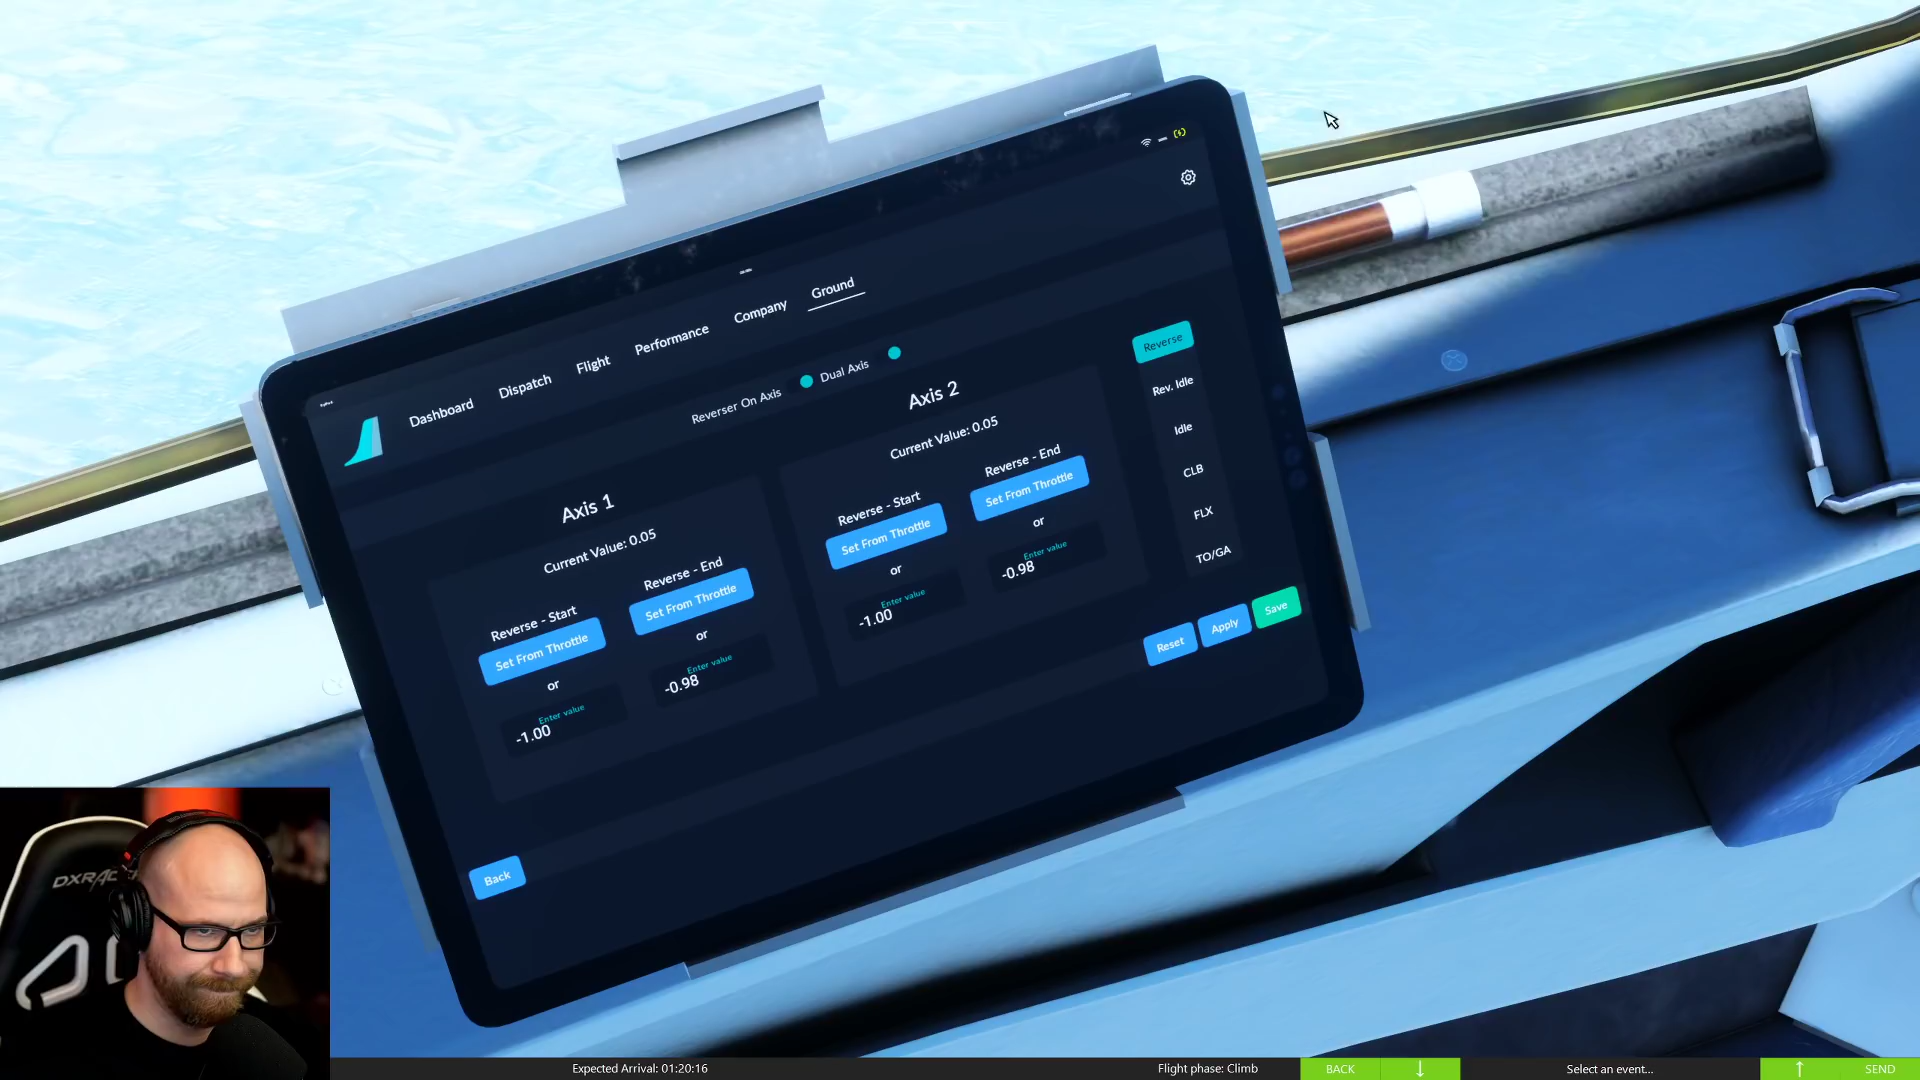 Dashboard
Dispatch
Flight
Performance
Company
Ground
Reverser On Axis
Dual Axis
Axis 1
Current Value: 0.05
Reverse - Start
Set From Throttle
or
Enter value
-1.00
Reverse - End
Set From Throttle
or
Enter value
-0.98
Axis 2
Current Value: 0.05
Reverse - Start
Set From Throttle
or
Enter value
-1.00
Reverse - End
Set From Throttle
or
Enter value
-0.98
Reverse
Rev. Idle
Idle
CLB
FLX
TO/GA
Reset
Apply
Save
Back
Expected Arrival: 01:20:16
Flight phase: Climb
BACK
↓
Select an event...
↑
SEND